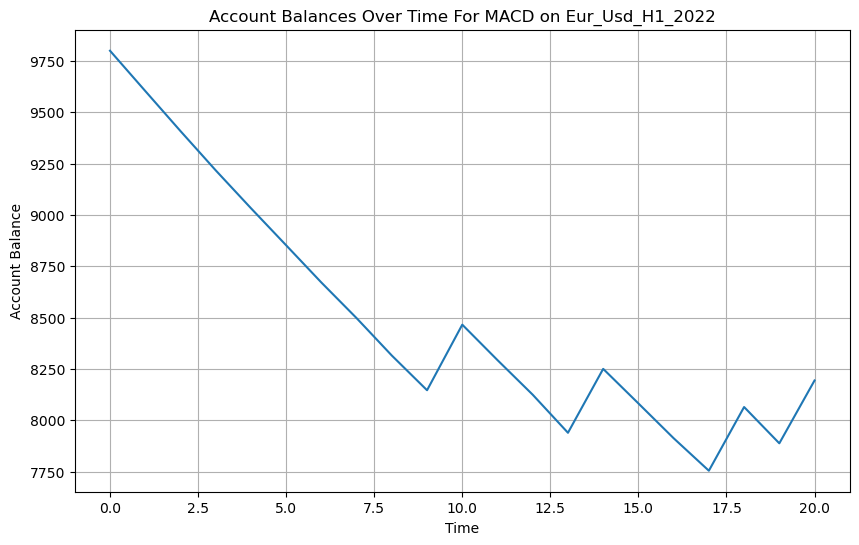 Account Balances Over Time For MACD on Eur_Usd_H1_2022
Account Balance
9750
9500
9250
9000
8750
8500
8250
8000
7750
0.0 2.5 5.0 7.5 10.0 12.5 15.0 17.5 20.0
Time